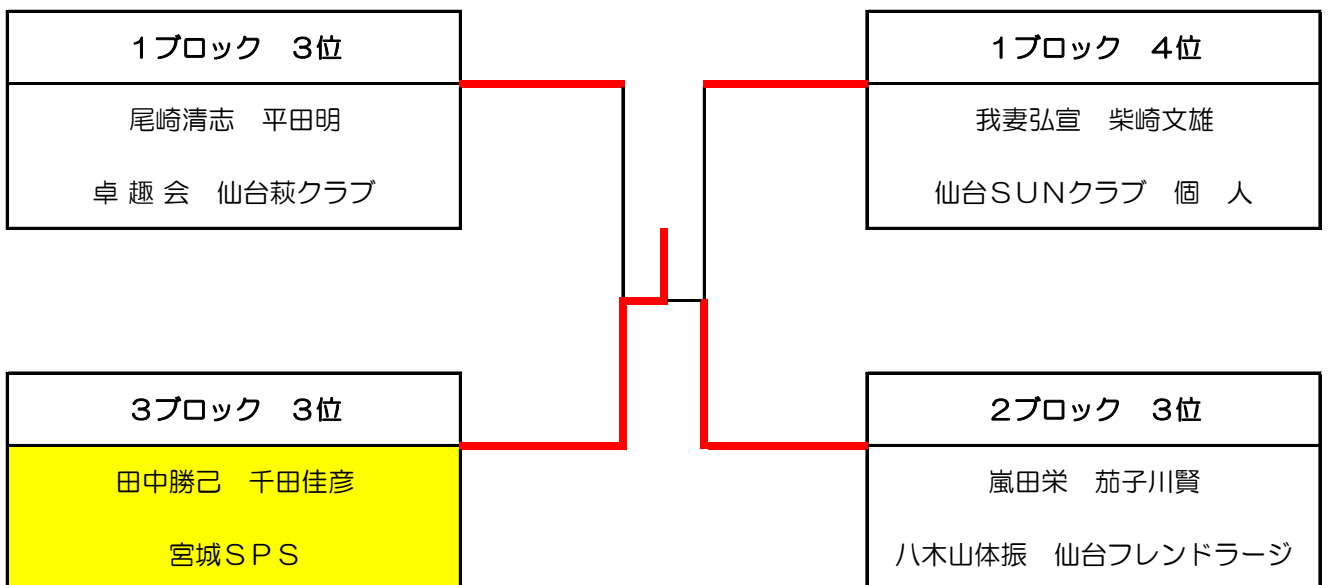 １ブロック　３位
尾崎清志　平田明
卓 趣 会　仙台萩クラブ
１ブロック　４位
我妻弘宣　柴崎文雄
仙台ＳＵＮクラブ　個　人
３ブロック　３位
田中勝己　千田佳彦
宮城ＳＰＳ
２ブロック　３位
嵐田栄　茄子川賢
八木山体振　仙台フレンドラージ